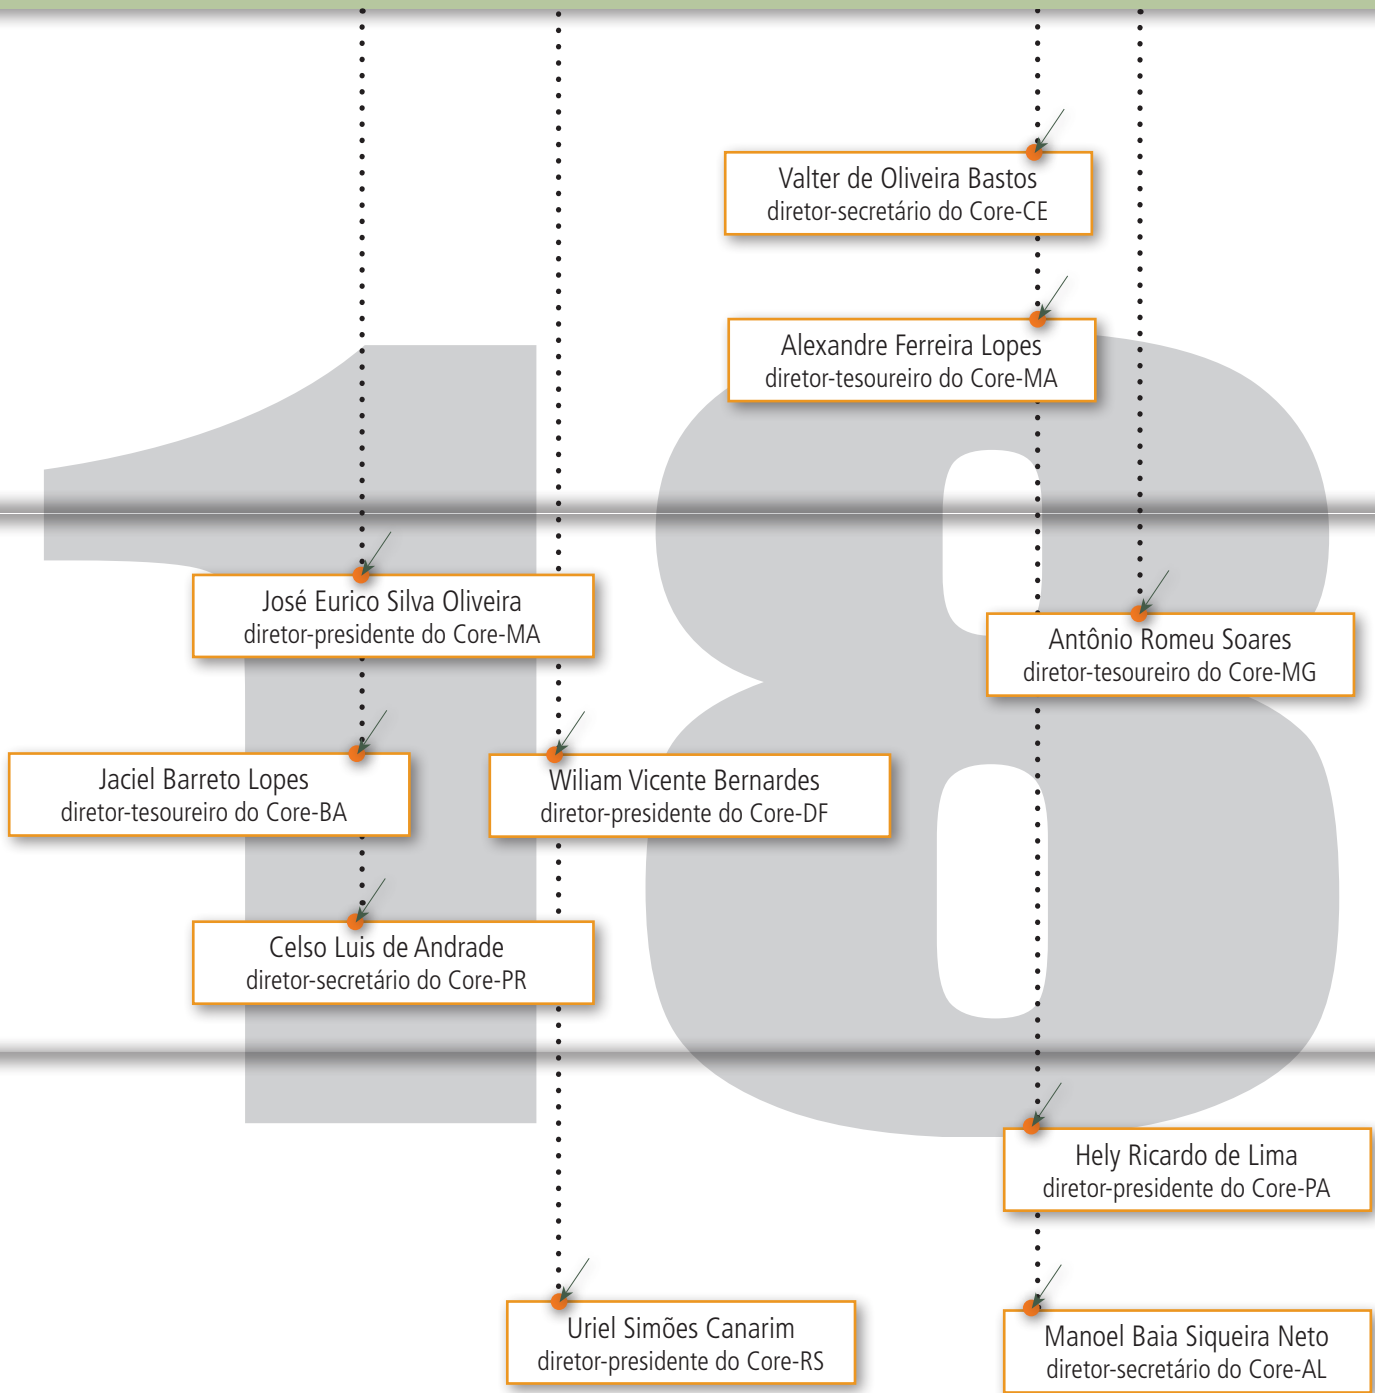 Valter de Oliveira Bastos
diretor-secretário do Core-CE
Alexandre Ferreira Lopes
diretor-tesoureiro do Core-MA
18
José Eurico Silva Oliveira
diretor-presidente do Core-MA
Antônio Romeu Soares
diretor-tesoureiro do Core-MG
Jaciel Barreto Lopes
diretor-tesoureiro do Core-BA
Wiliam Vicente Bernardes
diretor-presidente do Core-DF
Celso Luis de Andrade
diretor-secretário do Core-PR
Hely Ricardo de Lima
diretor-presidente do Core-PA
Uriel Simões Canarim
diretor-presidente do Core-RS
Manoel Baia Siqueira Neto
diretor-secretário do Core-AL